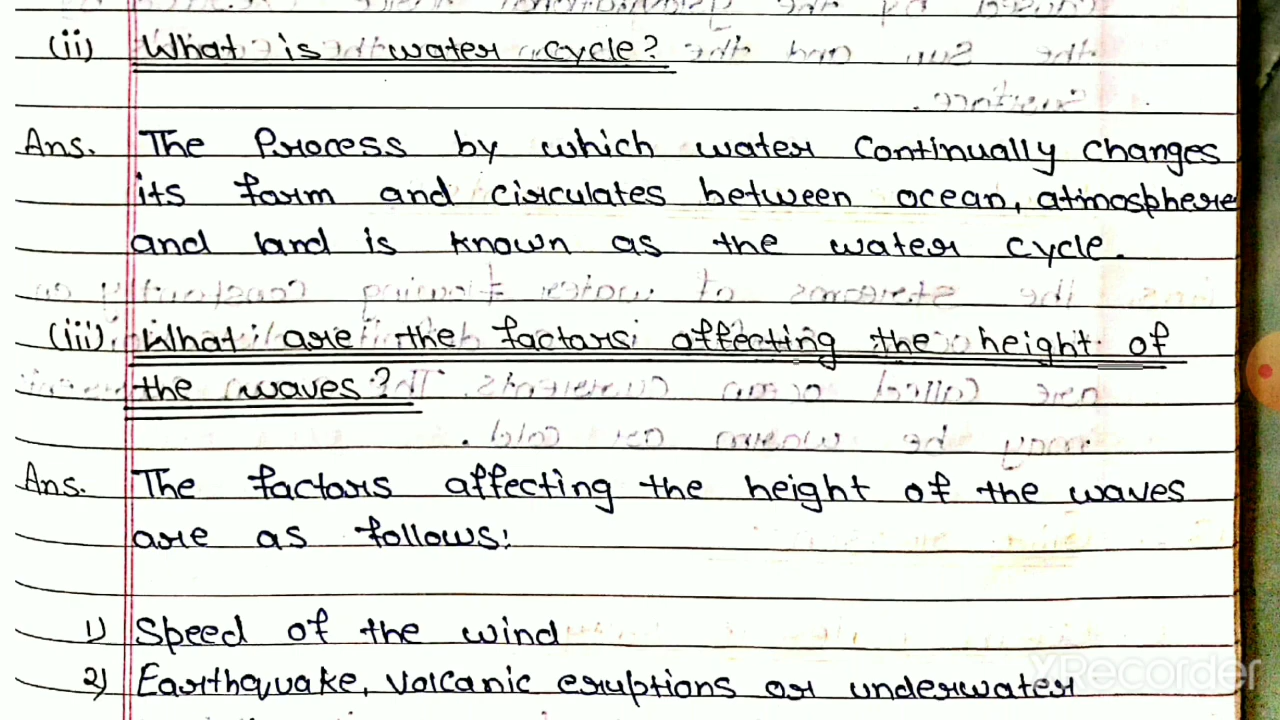 (ii) What is water cycle?
Ans. The Process by which water Continually changes
its form and circulates between ocean, atmosphere
and land is known as the water cycle.
(iii) What are the factors affecting the height of
the waves?
Ans. The factors affecting the height of the waves
are as follows:
1) Speed of the wind
2) Earthquake, volcanic eruptions or underwater
XRecorder